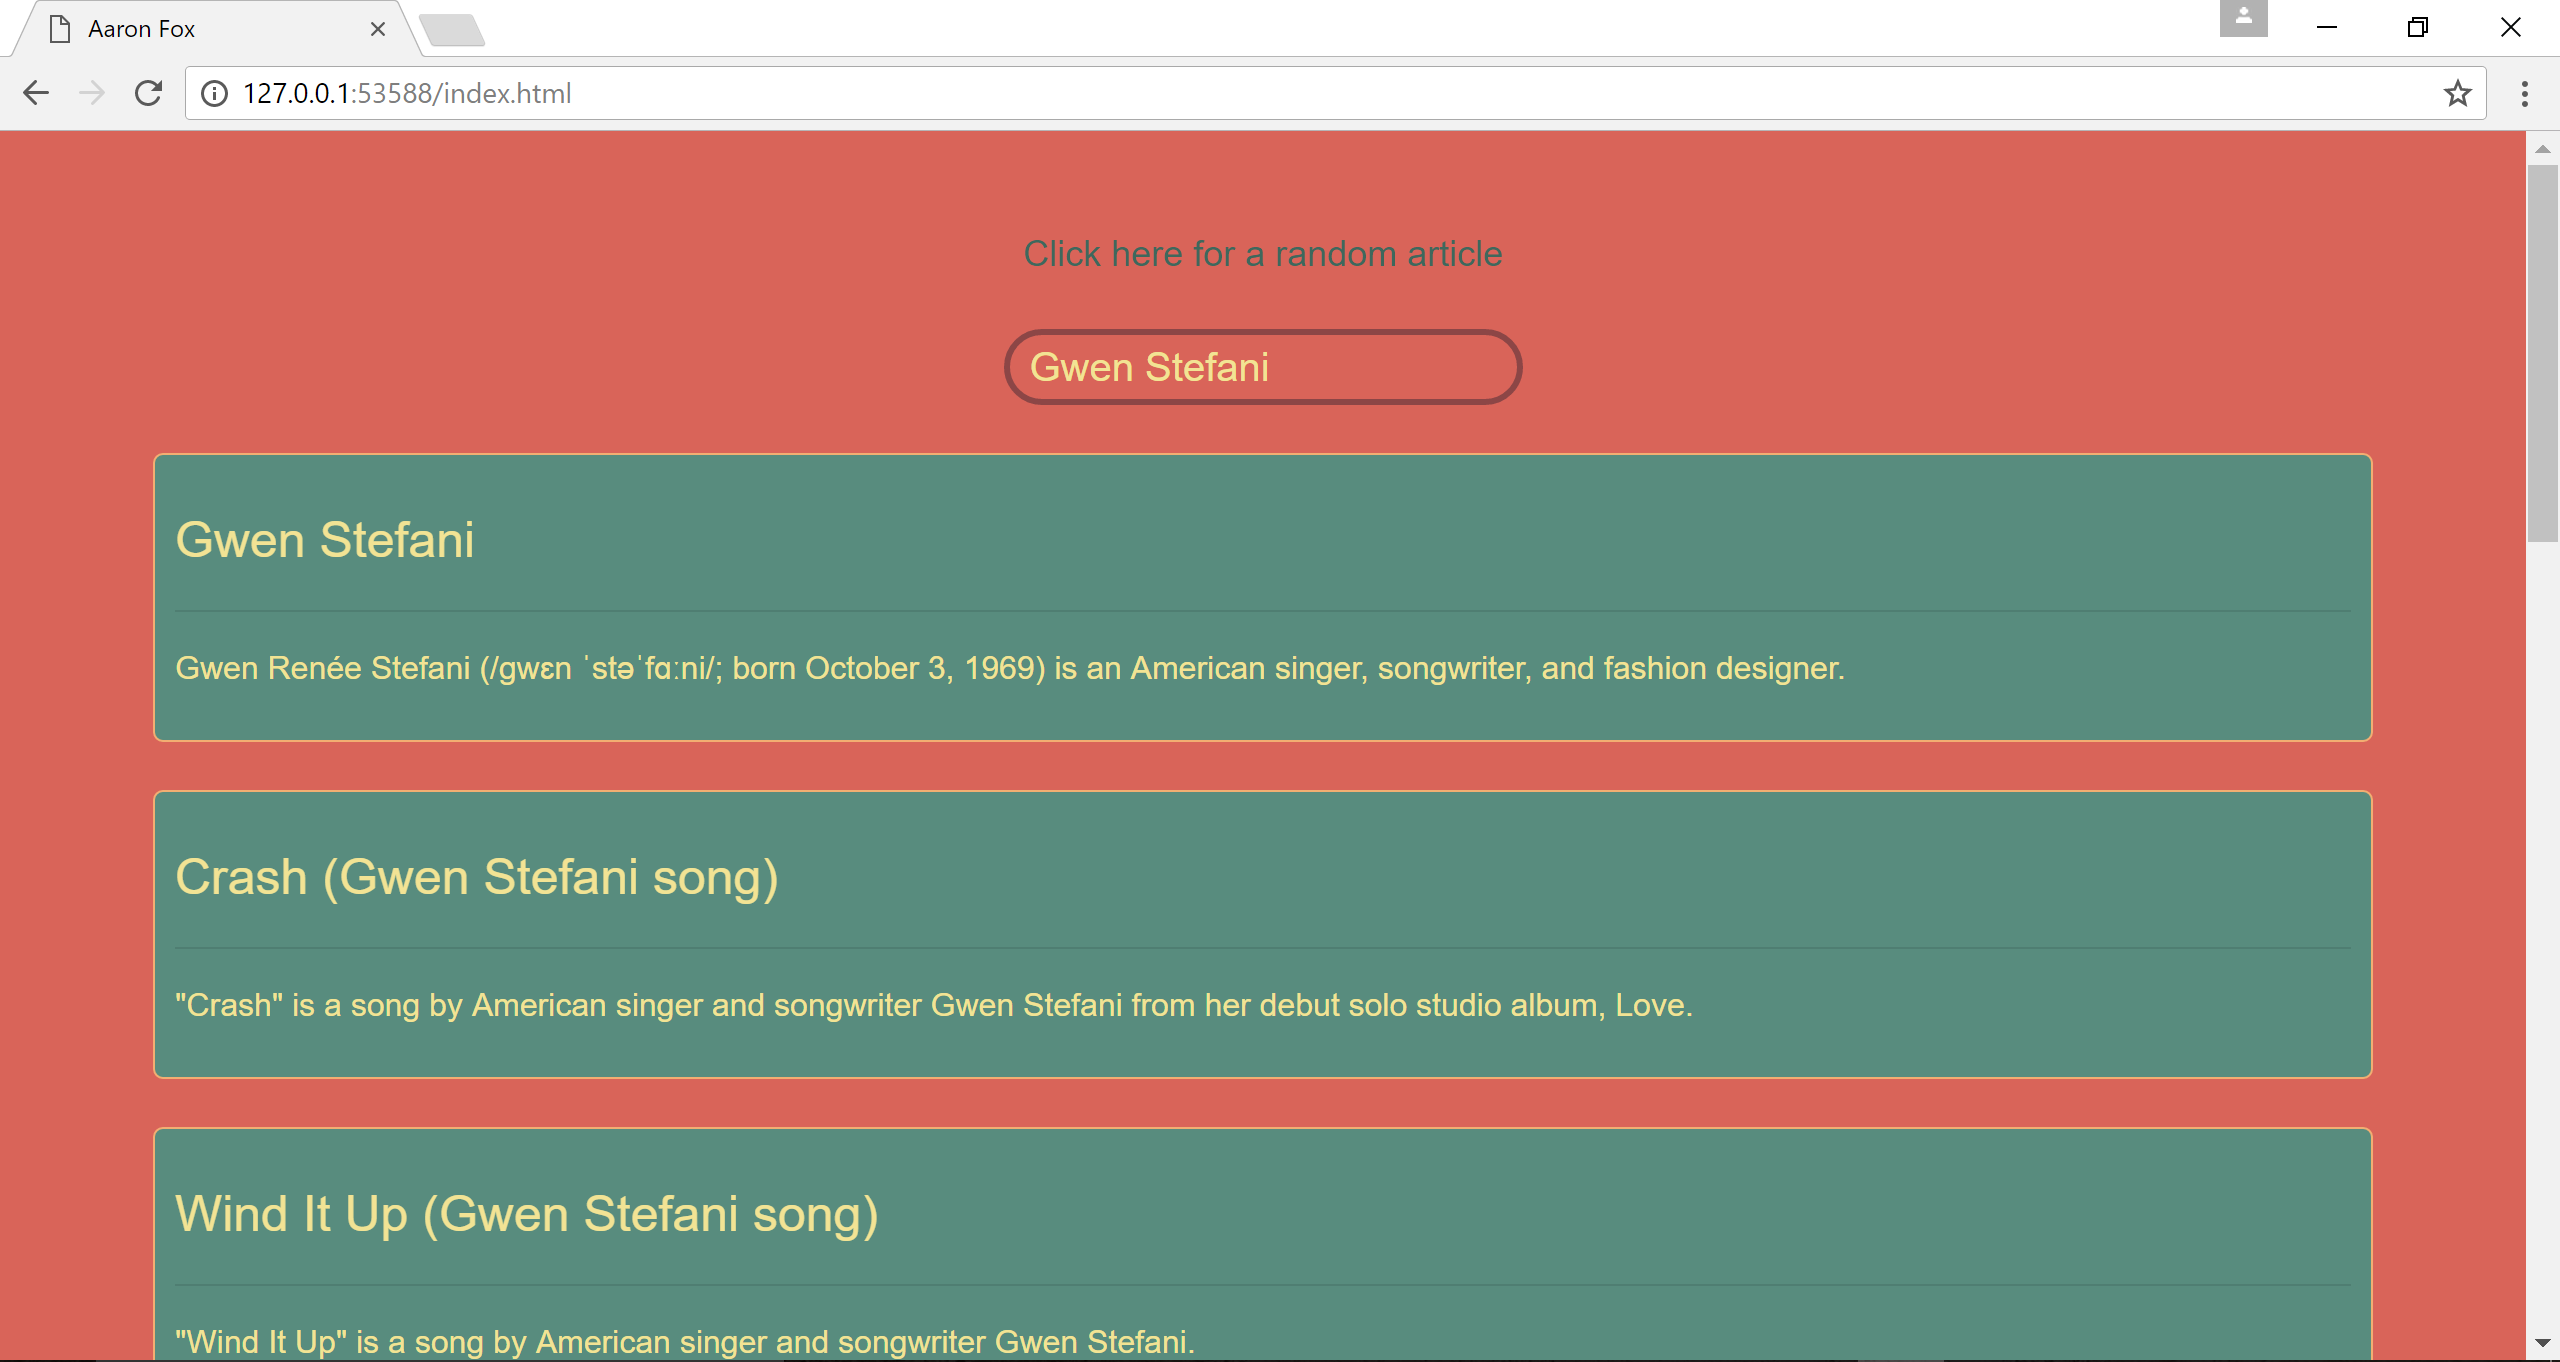 Aaron Fox
127.0.0.1:53588/index.html
Click here for a random article
Gwen Stefani
Gwen Stefani
Gwen Renée Stefani (/ɡwɛn ˈstəˈfɑːni/; born October 3, 1969) is an American singer, songwriter, and fashion designer.
Crash (Gwen Stefani song)
"Crash" is a song by American singer and songwriter Gwen Stefani from her debut solo studio album, Love.
Wind It Up (Gwen Stefani song)
"Wind It Up" is a song by American singer and songwriter Gwen Stefani.